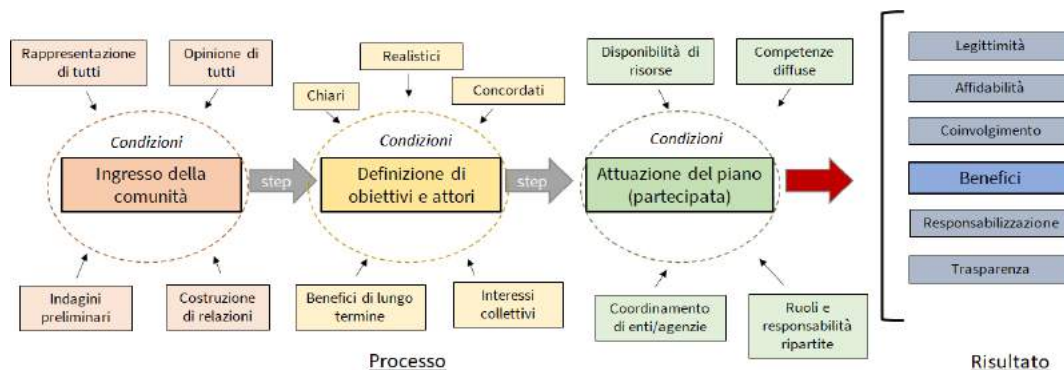 Rappresentazione
di tutti
Opinione di
tutti
Condizioni
Ingresso della
comunità
Indagini
preliminari
Costruzione
di relazioni
step
Realistici
Chiari
Concordati
Condizioni
Definizione di
obiettivi e attori
Benefici di lungo
termine
Interessi
collettivi
step
Disponibilità di
risorse
Competenze
diffuse
Condizioni
Attuazione del piano
(partecipata)
Coordinamento
di enti/agenzie
Ruoli e
responsabilità
ripartite
Processo
Legittimità
Affidabilità
Coinvolgimento
Benefici
Responsabilizzazione
Trasparenza
Risultato